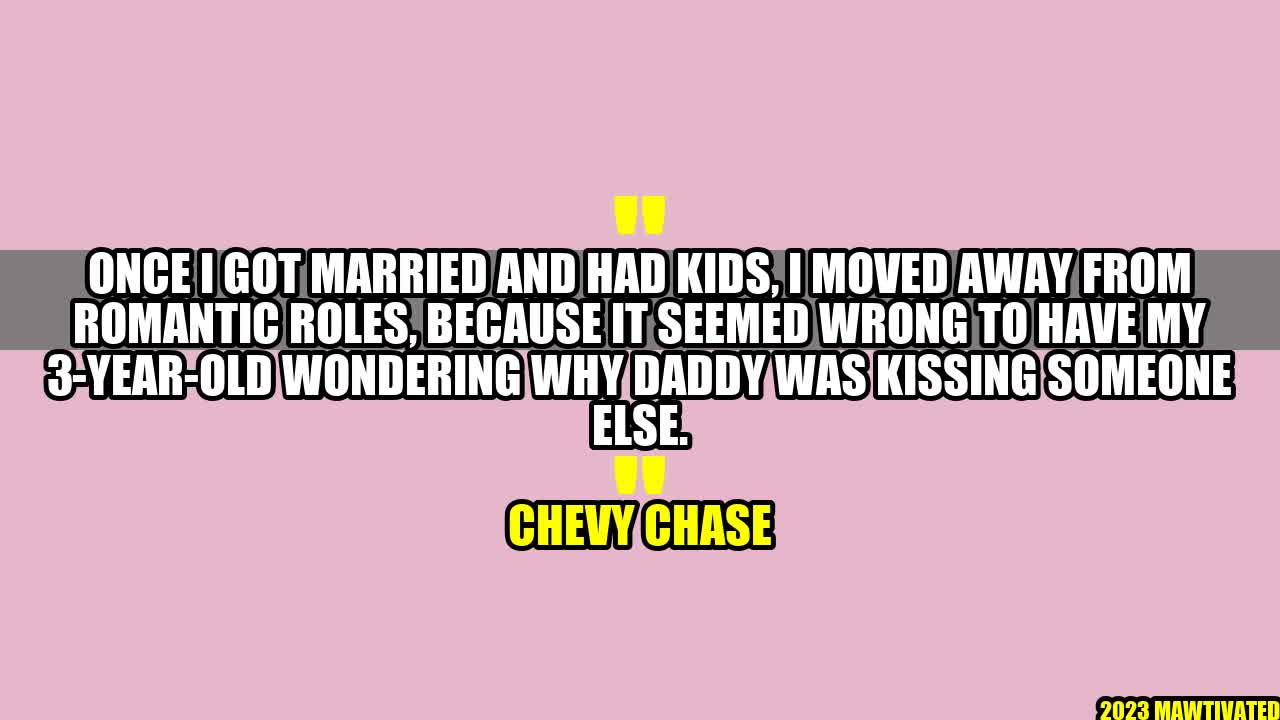 "
ONCE I GOT MARRIED AND HAD KIDS, I MOVED AWAY FROM
ROMANTIC ROLES, BECAUSE IT SEEMED WRONG TO HAVE MY
3-YEAR-OLD WONDERING WHY DADDY WAS KISSING SOMEONE
ELSE.
"
CHEVY CHASE
2023 MAWTIVATED